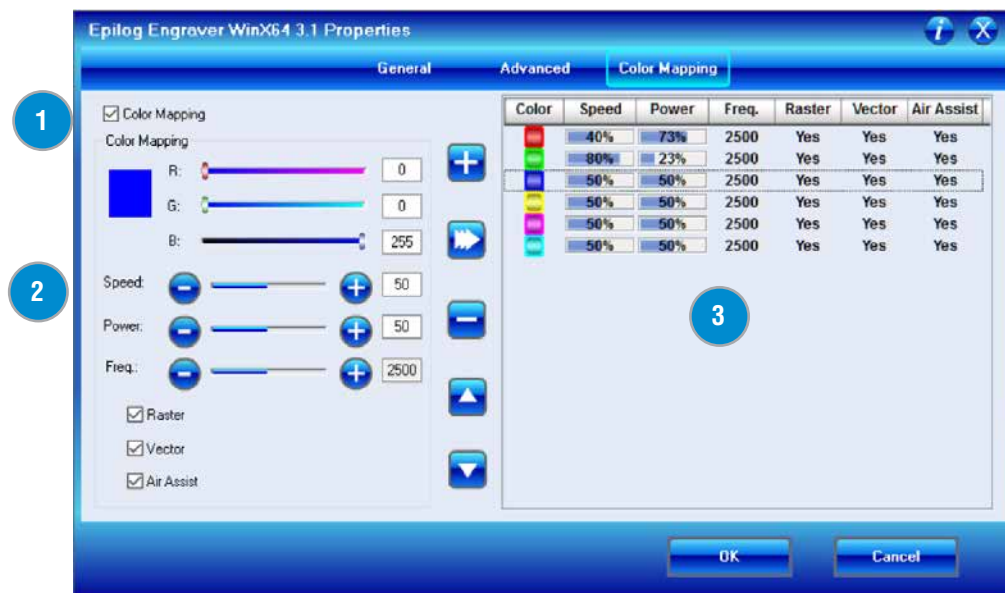 Epilog Engraver WinX64 3.1 Properties
i X
General Advanced Color Mapping
1
Color Mapping
Color Mapping
R: 0
G: 0
B: 255
2
Speed: 50
Power: 50
Freq.: 2500
Raster
Vector
Air Assist
Color Speed Power Freq. Raster Vector Air Assist
40% 73% 2500 Yes Yes Yes
80% 23% 2500 Yes Yes Yes
50% 50% 2500 Yes Yes Yes
50% 50% 2500 Yes Yes Yes
50% 50% 2500 Yes Yes Yes
50% 50% 2500 Yes Yes Yes
3
OK Cancel